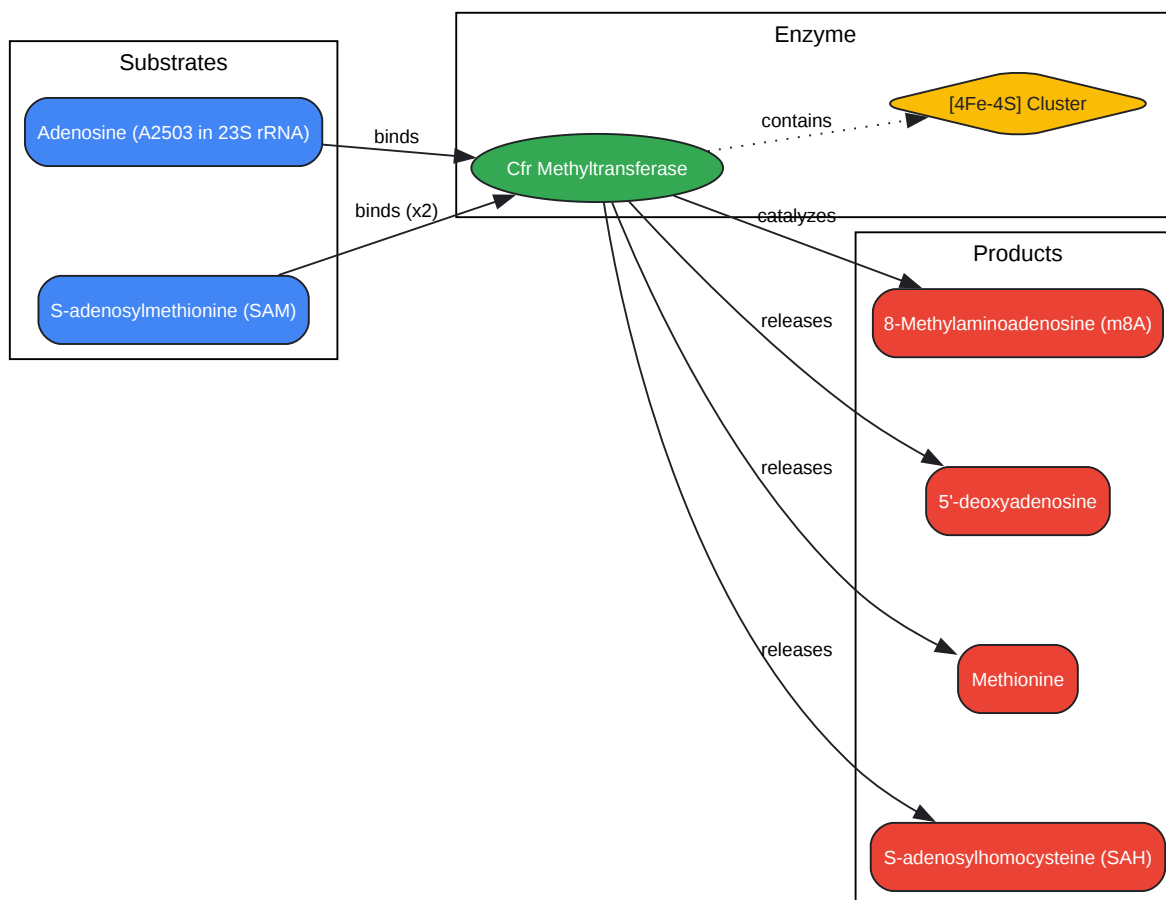 Substrates
Adenosine (A2503 in 23S rRNA)
S-adenosylmethionine (SAM)
binds
binds (x2)
Enzyme
Cfr Methyltransferase
contains
[4Fe-4S] Cluster
catalyzes
releases
releases
releases
Products
8-Methylaminoadenosine (m8A)
5'-deoxyadenosine
Methionine
S-adenosylhomocysteine (SAH)